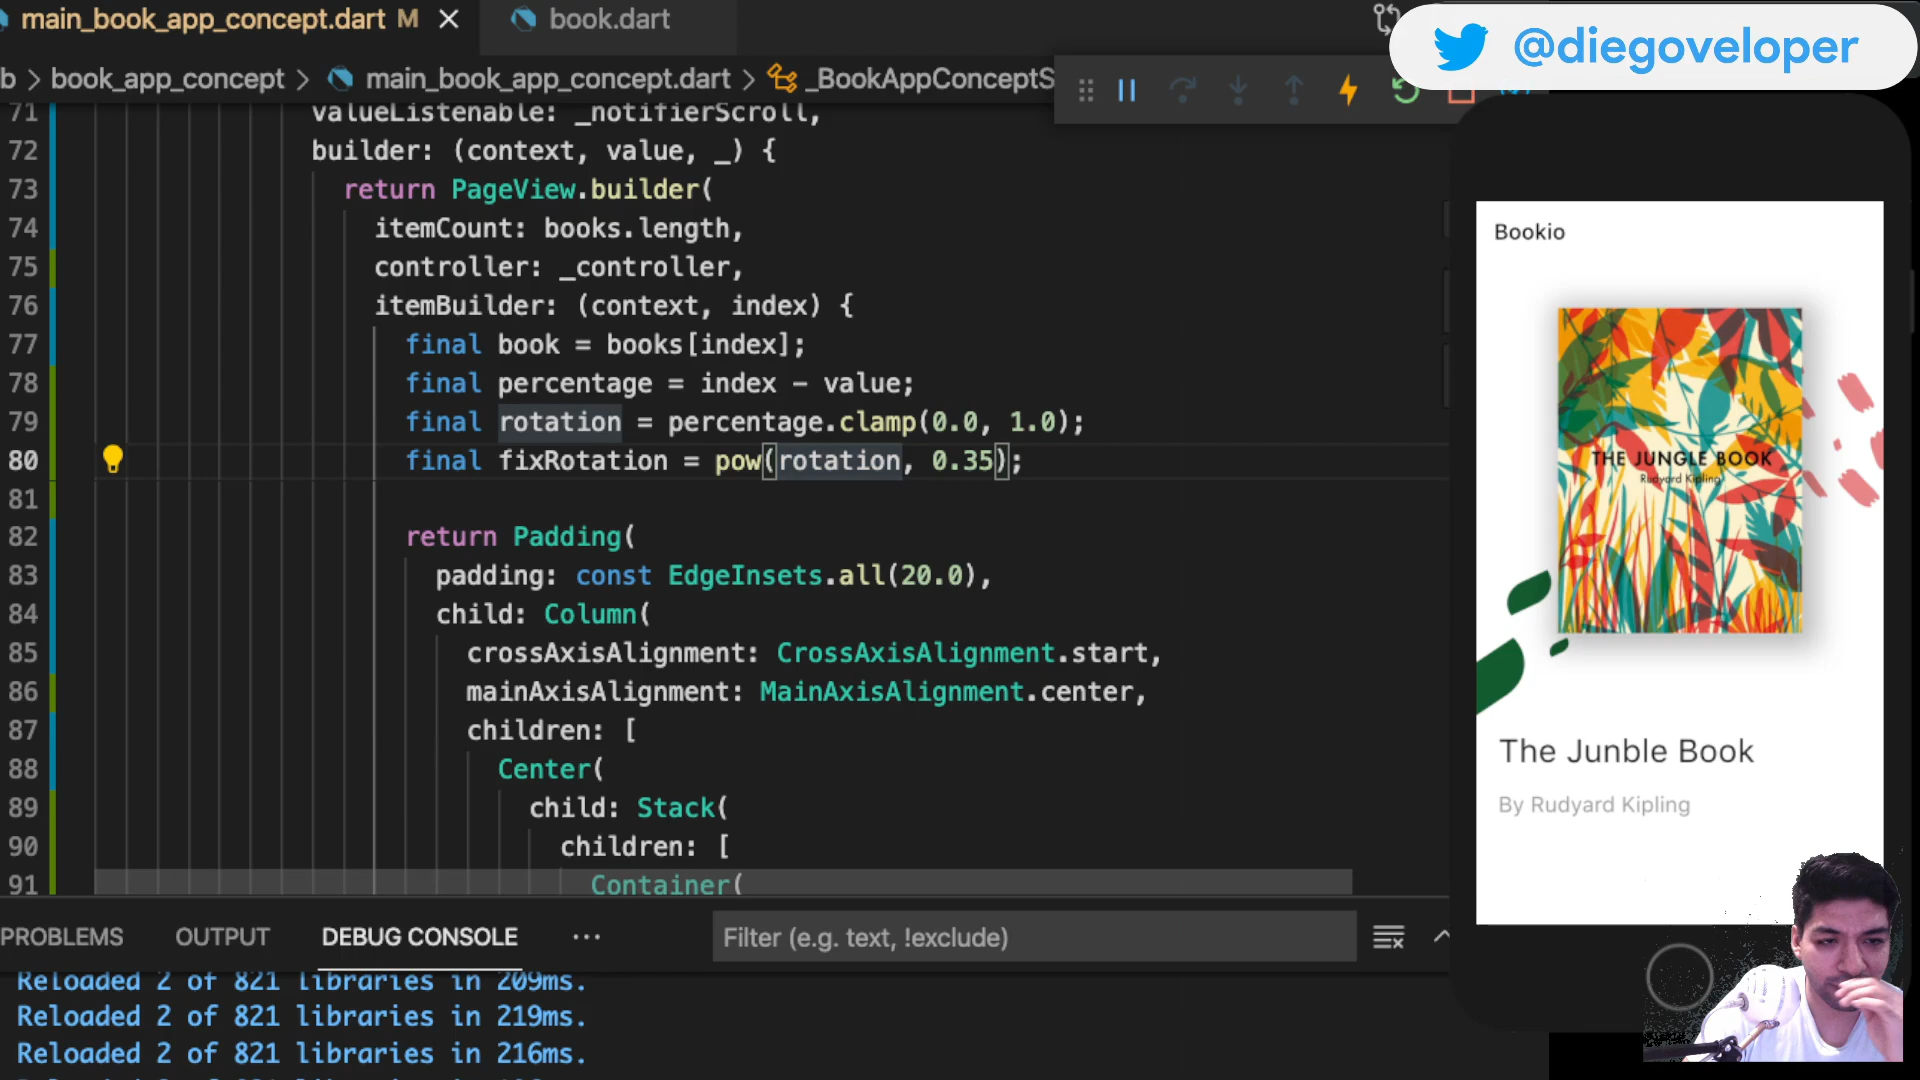 main_book_app_concept.dart M
book.dart
@diegoveloper
b > book_app_concept > main_book_app_concept.dart > _BookAppConceptS
71 valueListenable: _notifierScroll,
72 builder: (context, value, _) {
73 return PageView.builder(
74 itemCount: books.length,
75 controller: _controller,
76 itemBuilder: (context, index) {
77 final book = books[index];
78 final percentage = index - value;
79 final rotation = percentage.clamp(0.0, 1.0);
80 final fixRotation = pow(rotation, 0.35);
81
82 return Padding(
83 padding: const EdgeInsets.all(20.0),
84 child: Column(
85 crossAxisAlignment: CrossAxisAlignment.start,
86 mainAxisAlignment: MainAxisAlignment.center,
87 children: [
88 Center(
89 child: Stack(
90 children: [
91 Container(
Bookio
THE JUNGLE BOOK
Rudyard Kipling
The Junble Book
By Rudyard Kipling
PROBLEMS OUTPUT DEBUG CONSOLE ... Filter (e.g. text, !exclude)
Reloaded 2 of 821 libraries in 209ms.
Reloaded 2 of 821 libraries in 219ms.
Reloaded 2 of 821 libraries in 216ms.